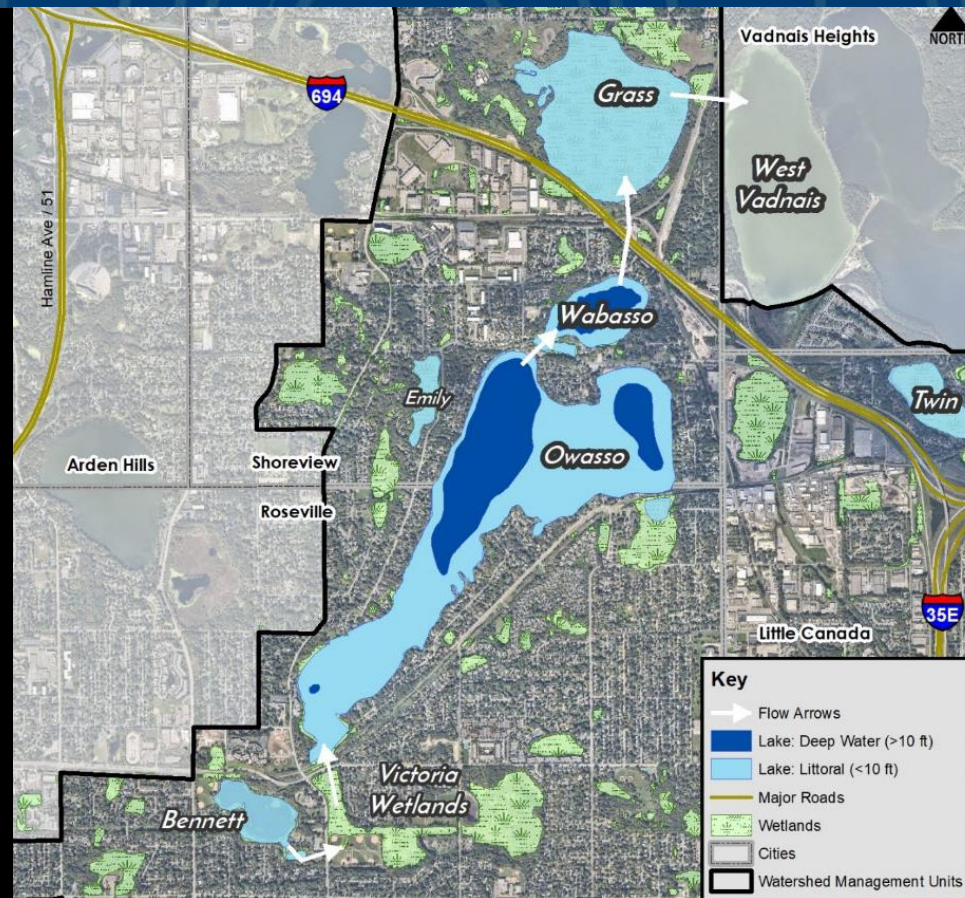 Vadnais Heights
NORTH
694
Grass
West
Vadnais
Hamline Ave / 51
Wabasso
Emily
Twin
Owasso
Arden Hills
Shoreview
Roseville
35E
Little Canada
Victoria
Wetlands
Bennett
Key
Flow Arrows
Lake: Deep Water (>10 ft)
Lake: Littoral (<10 ft)
Major Roads
Wetlands
Cities
Watershed Management Units